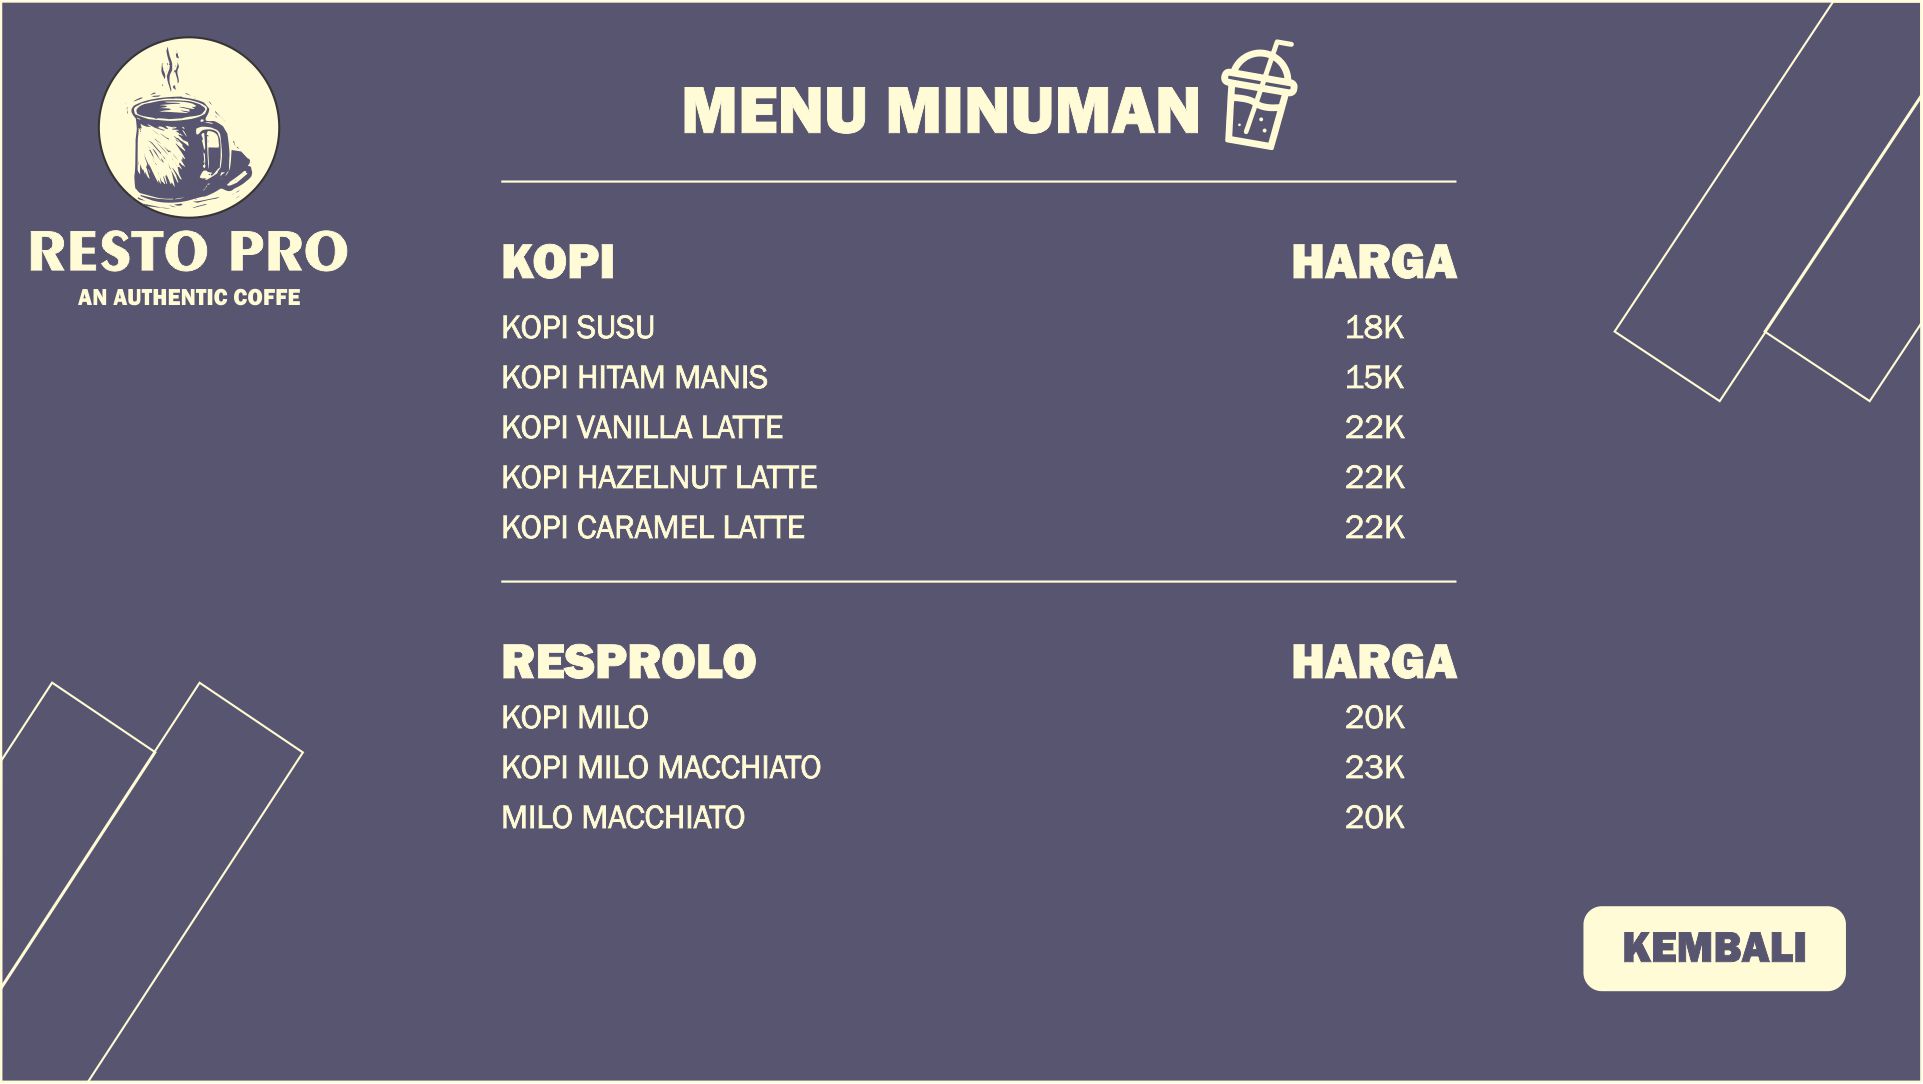 MENU MINUMAN
RESTO PRO
AN AUTHENTIC COFFE
KOPI HARGA
KOPI SUSU 18K
KOPI HITAM MANIS 15K
KOPI VANILLA LATTE 22K
KOPI HAZELNUT LATTE 22K
KOPI CARAMEL LATTE 22K
RESPROLO HARGA
KOPI MILO 20K
KOPI MILO MACCHIATO 23K
MILO MACCHIATO 20K
KEMBALI